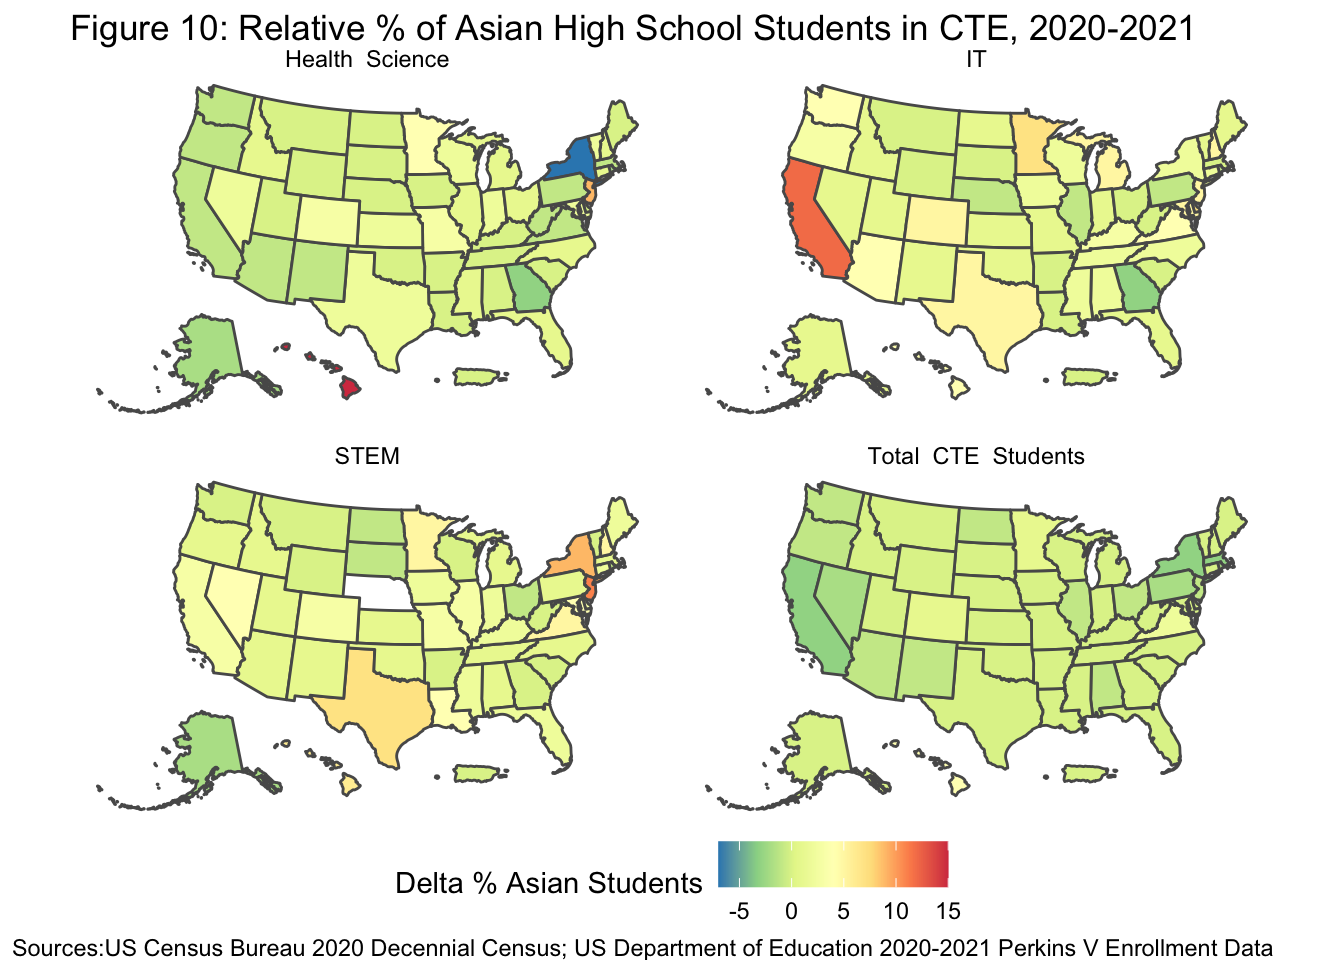 Figure 10: Relative % of Asian High School Students in CTE, 2020-2021
Health Science
IT
STEM
Total CTE Students
Delta % Asian Students
-5 0 5 10 15
Sources:US Census Bureau 2020 Decennial Census; US Department of Education 2020-2021 Perkins V Enrollment Data